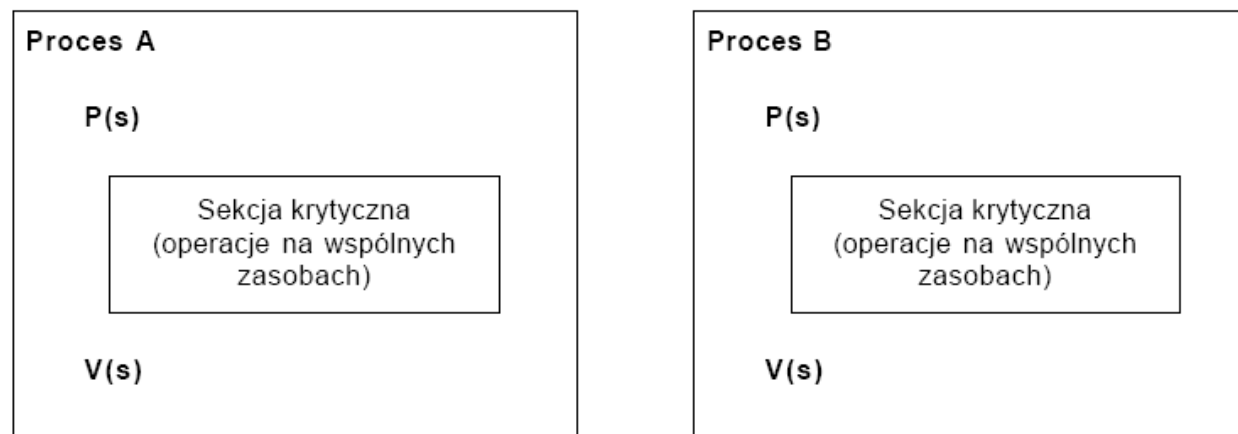 Proces A
P(s)
Sekcja krytyczna
(operacje na wspólnych
zasobach)
V(s)
Proces B
P(s)
Sekcja krytyczna
(operacje na wspólnych
zasobach)
V(s)